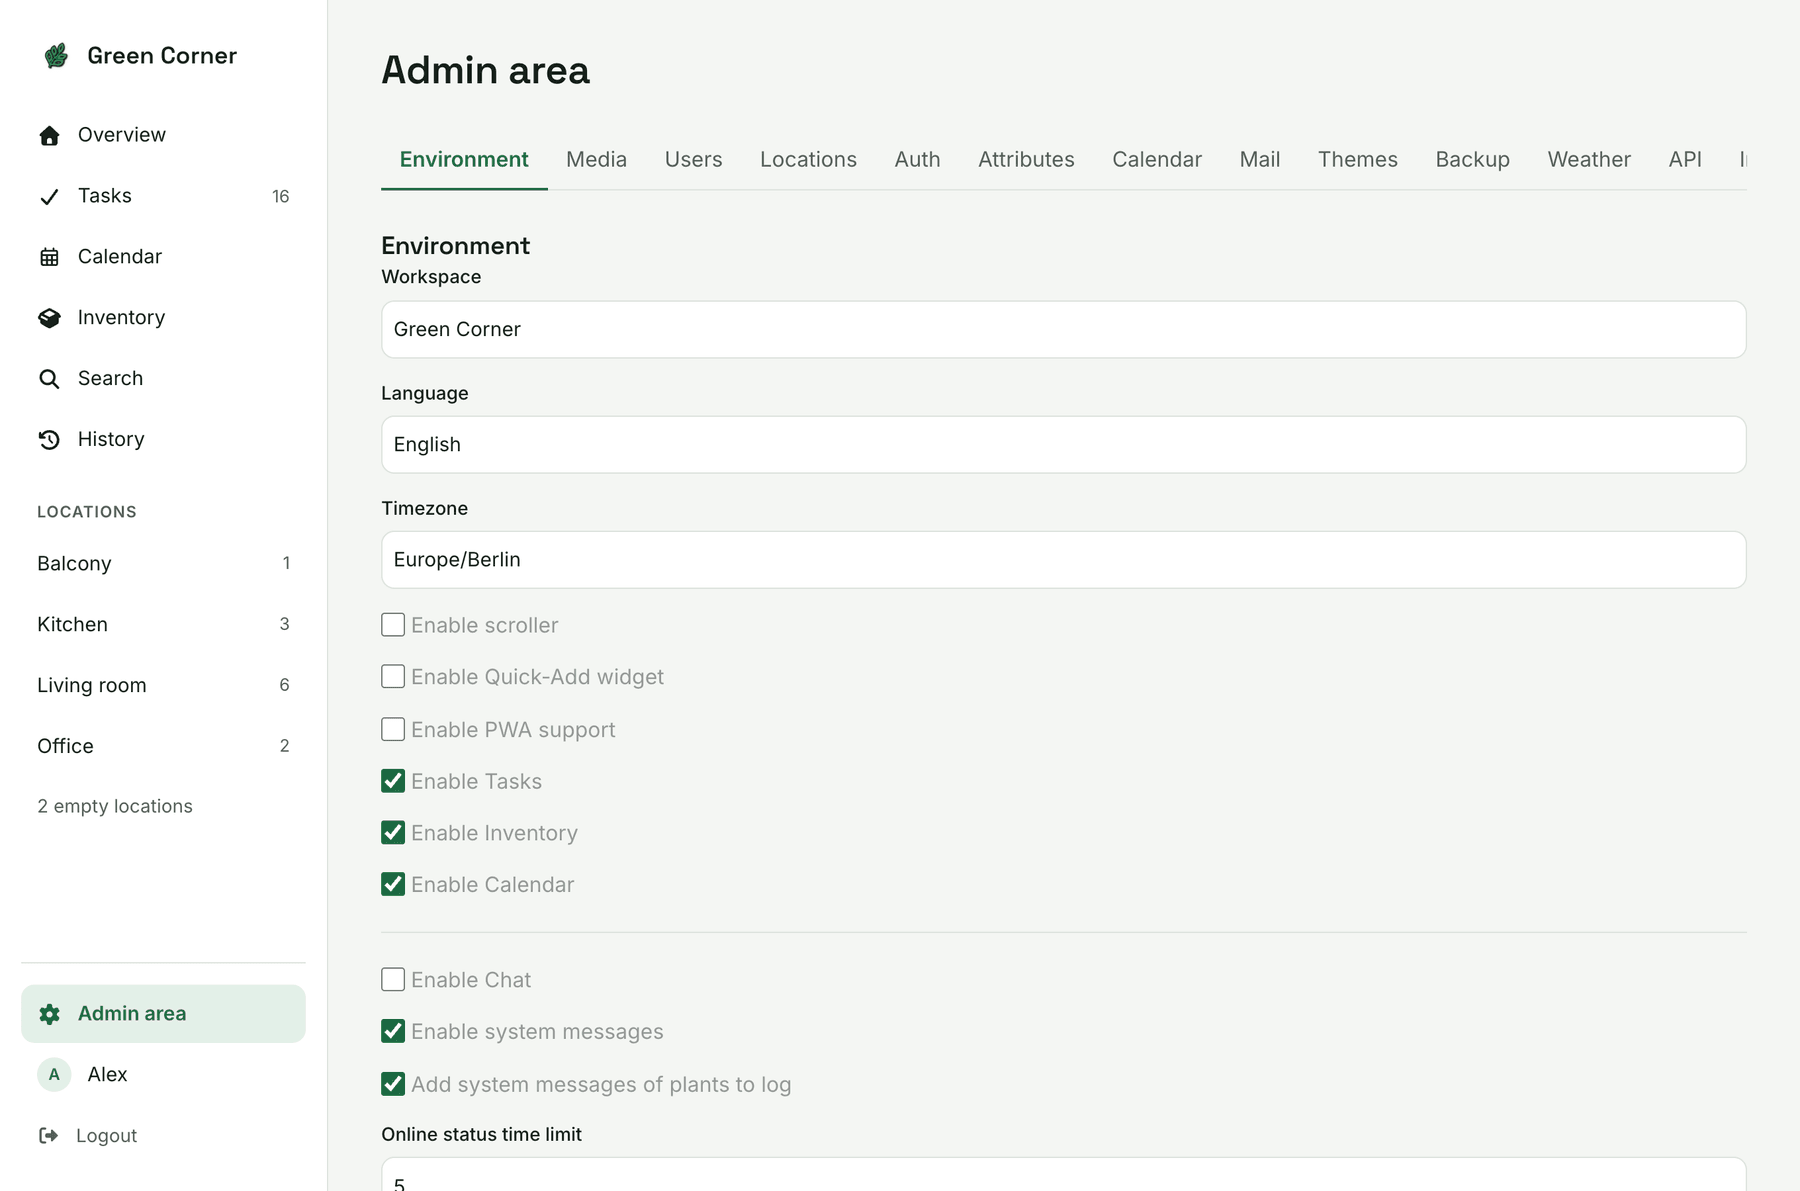 Green Corner
Overview
Tasks 16
Calendar
Inventory
Search
History
LOCATIONS
Balcony 1
Kitchen 3
Living room 6
Office 2
2 empty locations
Admin area
A Alex
Logout
Admin area
Environment Media Users Locations Auth Attributes Calendar Mail Themes Backup Weather API
Environment
Workspace
Green Corner
Language
English
Timezone
Europe/Berlin
Enable scroller
Enable Quick-Add widget
Enable PWA support
Enable Tasks
Enable Inventory
Enable Calendar
Enable Chat
Enable system messages
Add system messages of plants to log
Online status time limit
5